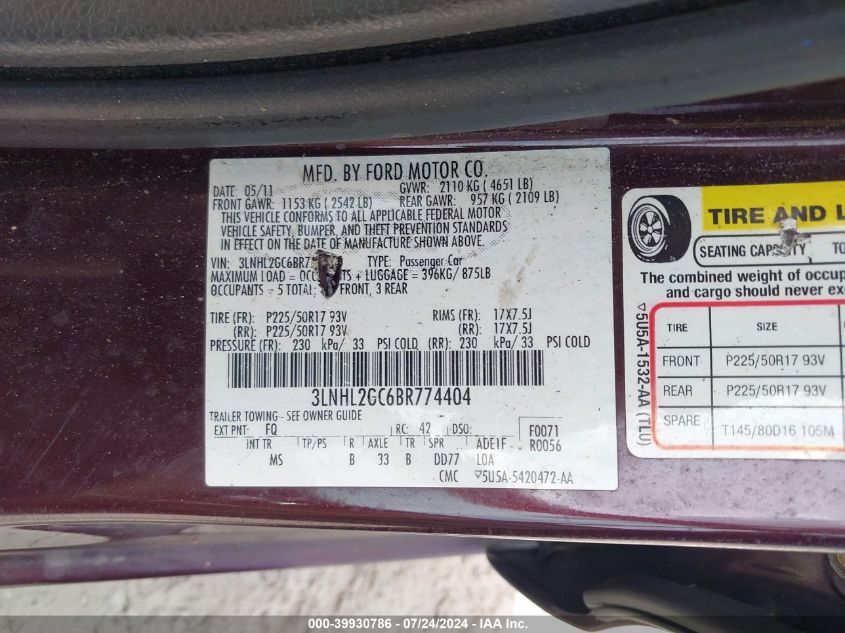 MFD. BY FORD MOTOR CO.
DATE: 05/11 GVWR: 2110 KG ( 4651 LB)
FRONT GAWR: 1153 KG ( 2542 LB) REAR GAWR: 957 KG ( 2109 LB)
THIS VEHICLE CONFORMS TO ALL APPLICABLE FEDERAL MOTOR
VEHICLE SAFETY, BUMPER, AND THEFT PREVENTION STANDARDS
IN EFFECT ON THE DATE OF MANUFACTURE SHOWN ABOVE.
VIN: 3LNHL2GC6BR7 TYPE: Passenger Car
MAXIMUM LOAD = OCC TS + LUGGAGE = 396KG/ 875LB
OCCUPANTS - 5 TOTAL; FRONT, 3 REAR
TIRE (FR): P225/50R17 93V RIMS (FR): 17X7.5J
(RR): P225/50R17 93V (RR): 17X7.5J
PRESSURE (FR): 230 kPa/ 33 PSI COLD (RR): 230 kPa/ 33 PSI COLD
3LNHL2GC6BR774404
TRAILER TOWING - SEE OWNER GUIDE
EXT PNT: FQ RC: 42 DSO: F0071
INT TR TP/PS R AXLE TR SPR ADE1F R0056
MS B 33 B DD77 L0A
CMC ▽5U5A-5420472-AA
TIRE AND L
SEATING CAPACITY TO
The combined weight of occup
and cargo should never exc
▽5U5A-1532-AA (TLU)
TIRE SIZE
FRONT P225/50R17 93V
REAR P225/50R17 93V
SPARE T145/80D16 105M
000-39930786 - 07/24/2024 - IAA Inc.